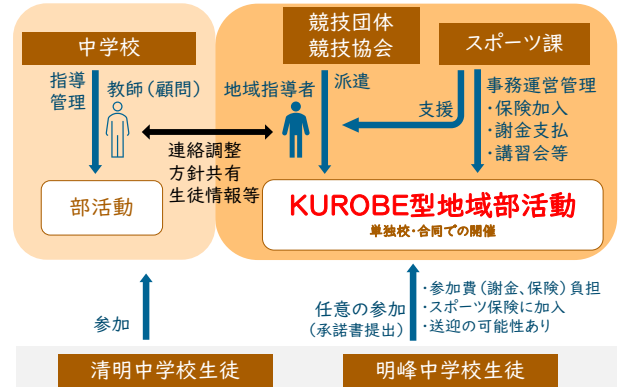 中学校
競技団体
競技協会
スポーツ課
指導
管理
教師（顧問）
地域指導者
派遣
支援
事務運営管理
・保険加入
・謝金支払
・講習会等
連絡調整
方針共有
生徒情報等
部活動
KUROBE型地域部活動
単独校・合同での開催
参加
任意の参加
（承諾書提出）
・参加費（謝金、保険）負担
・スポーツ保険に加入
・送迎の可能性あり
清明中学校生徒
明峰中学校生徒